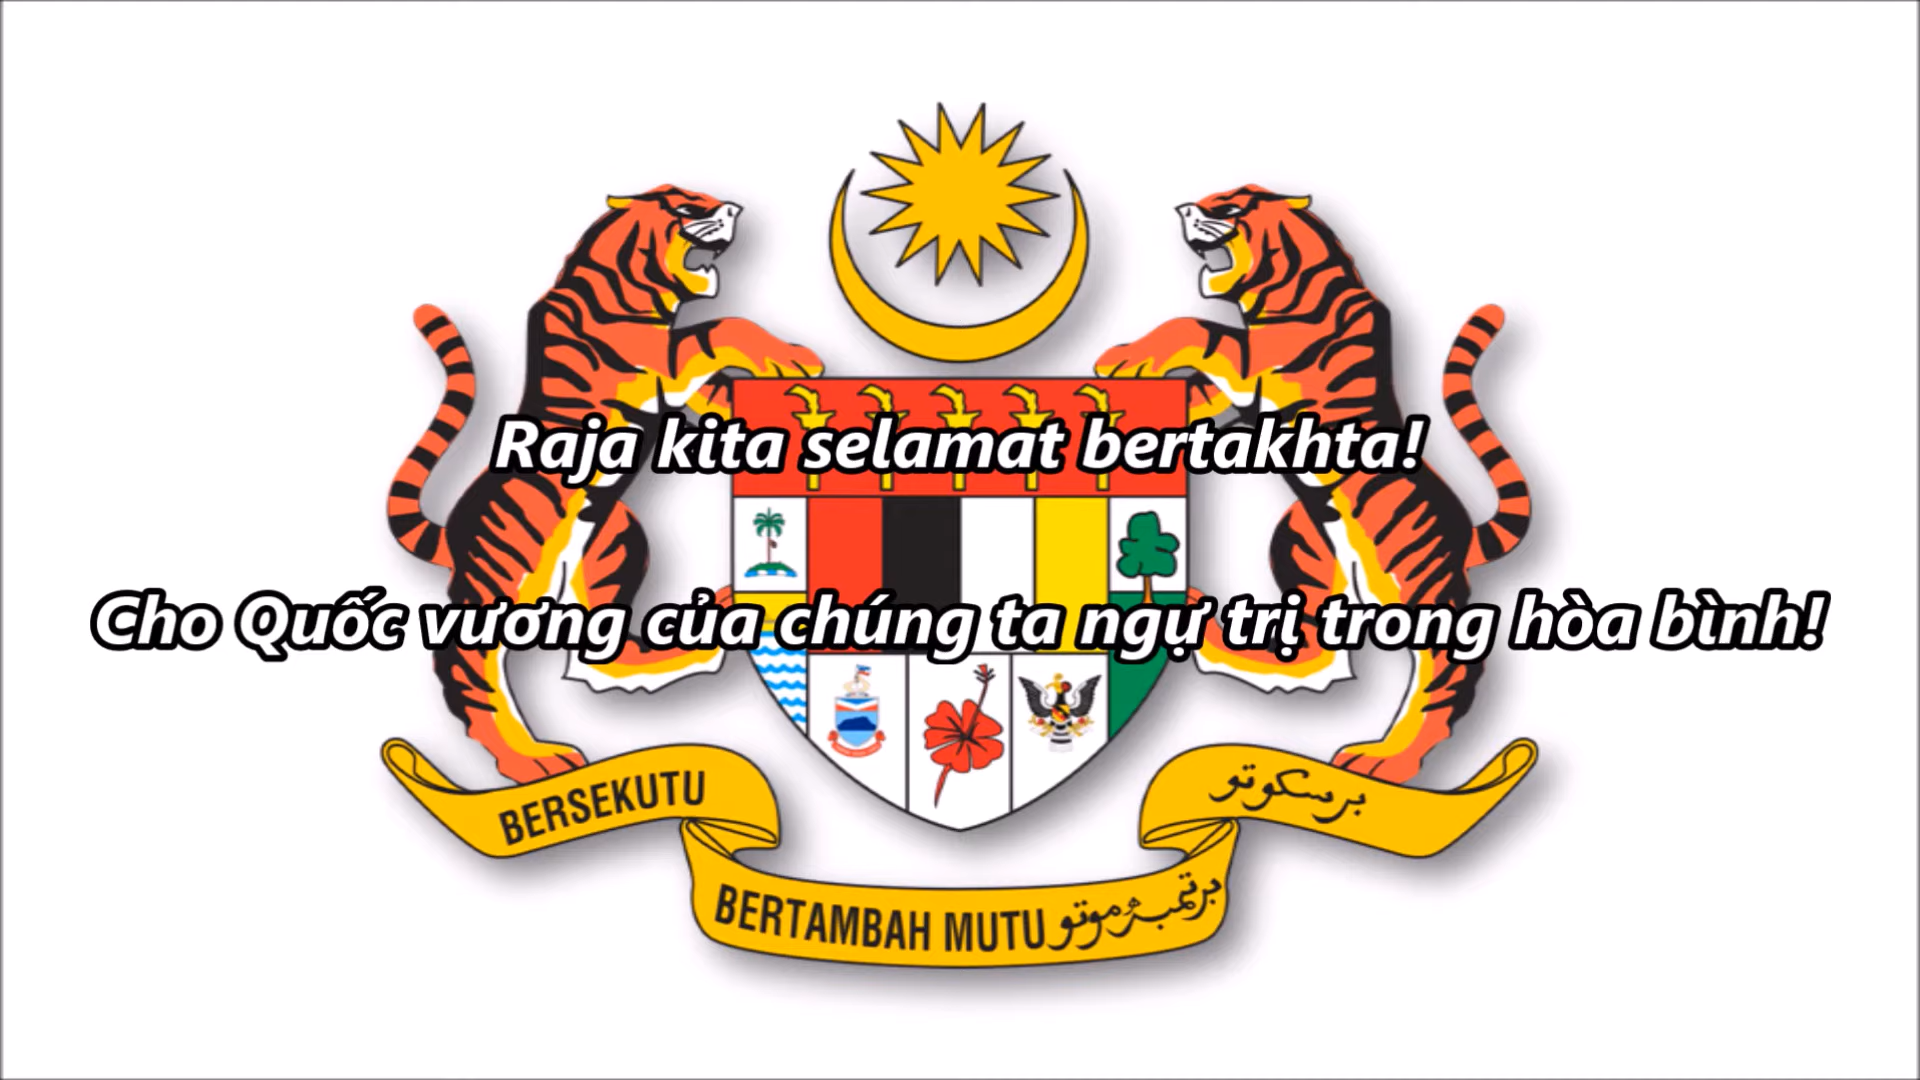 Raja kita selamat bertakhta!
Cho Quốc vương của chúng ta ngự trị trong hòa bình!
BERSEKUTU
برسكوتو
BERTAMBAH MUTU برتمبه موتو